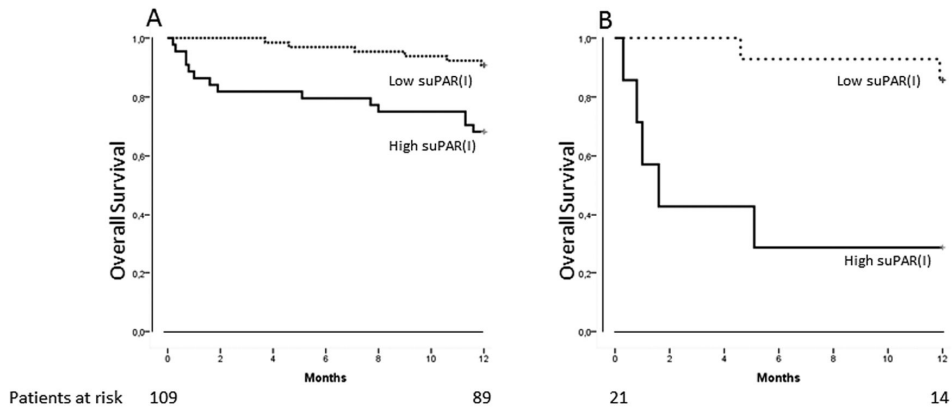 A
Overall Survival
1,0
0,8
0,6
0,4
0,2
0,0
Low suPAR(I)
High suPAR(I)
0 2 4 6 8 10 12
Months
B
Overall Survival
1,0
0,8
0,6
0,4
0,2
0,0
Low suPAR(I)
High suPAR(I)
0 2 4 6 8 10 12
Months
Patients at risk 109 89 21 14